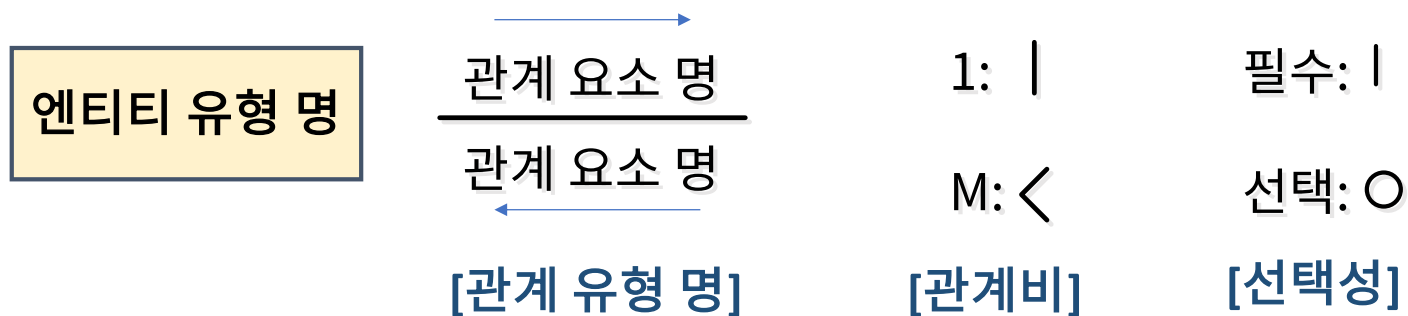 엔티티 유형 명
관계 요소 명
관계 요소 명
[관계 유형 명]
1:
M:
[관계비]
필수:
선택:
[선택성]